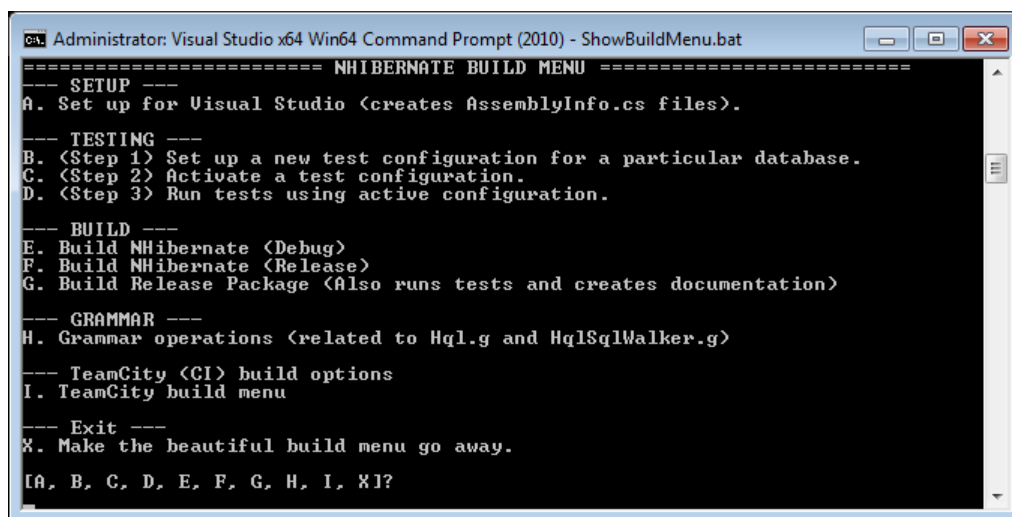 Administrator: Visual Studio x64 Win64 Command Prompt (2010) - ShowBuildMenu.bat
========================= NHIBERNATE BUILD MENU ==========================
--- SETUP ---
A. Set up for Visual Studio (creates AssemblyInfo.cs files).
--- TESTING ---
B. (Step 1) Set up a new test configuration for a particular database.
C. (Step 2) Activate a test configuration.
D. (Step 3) Run tests using active configuration.
--- BUILD ---
E. Build NHibernate (Debug)
F. Build NHibernate (Release)
G. Build Release Package (Also runs tests and creates documentation)
--- GRAMMAR ---
H. Grammar operations (related to Hql.g and HqlSqlWalker.g)
--- TeamCity (CI) build options
I. TeamCity build menu
--- Exit ---
X. Make the beautiful build menu go away.
[A, B, C, D, E, F, G, H, I, X]?